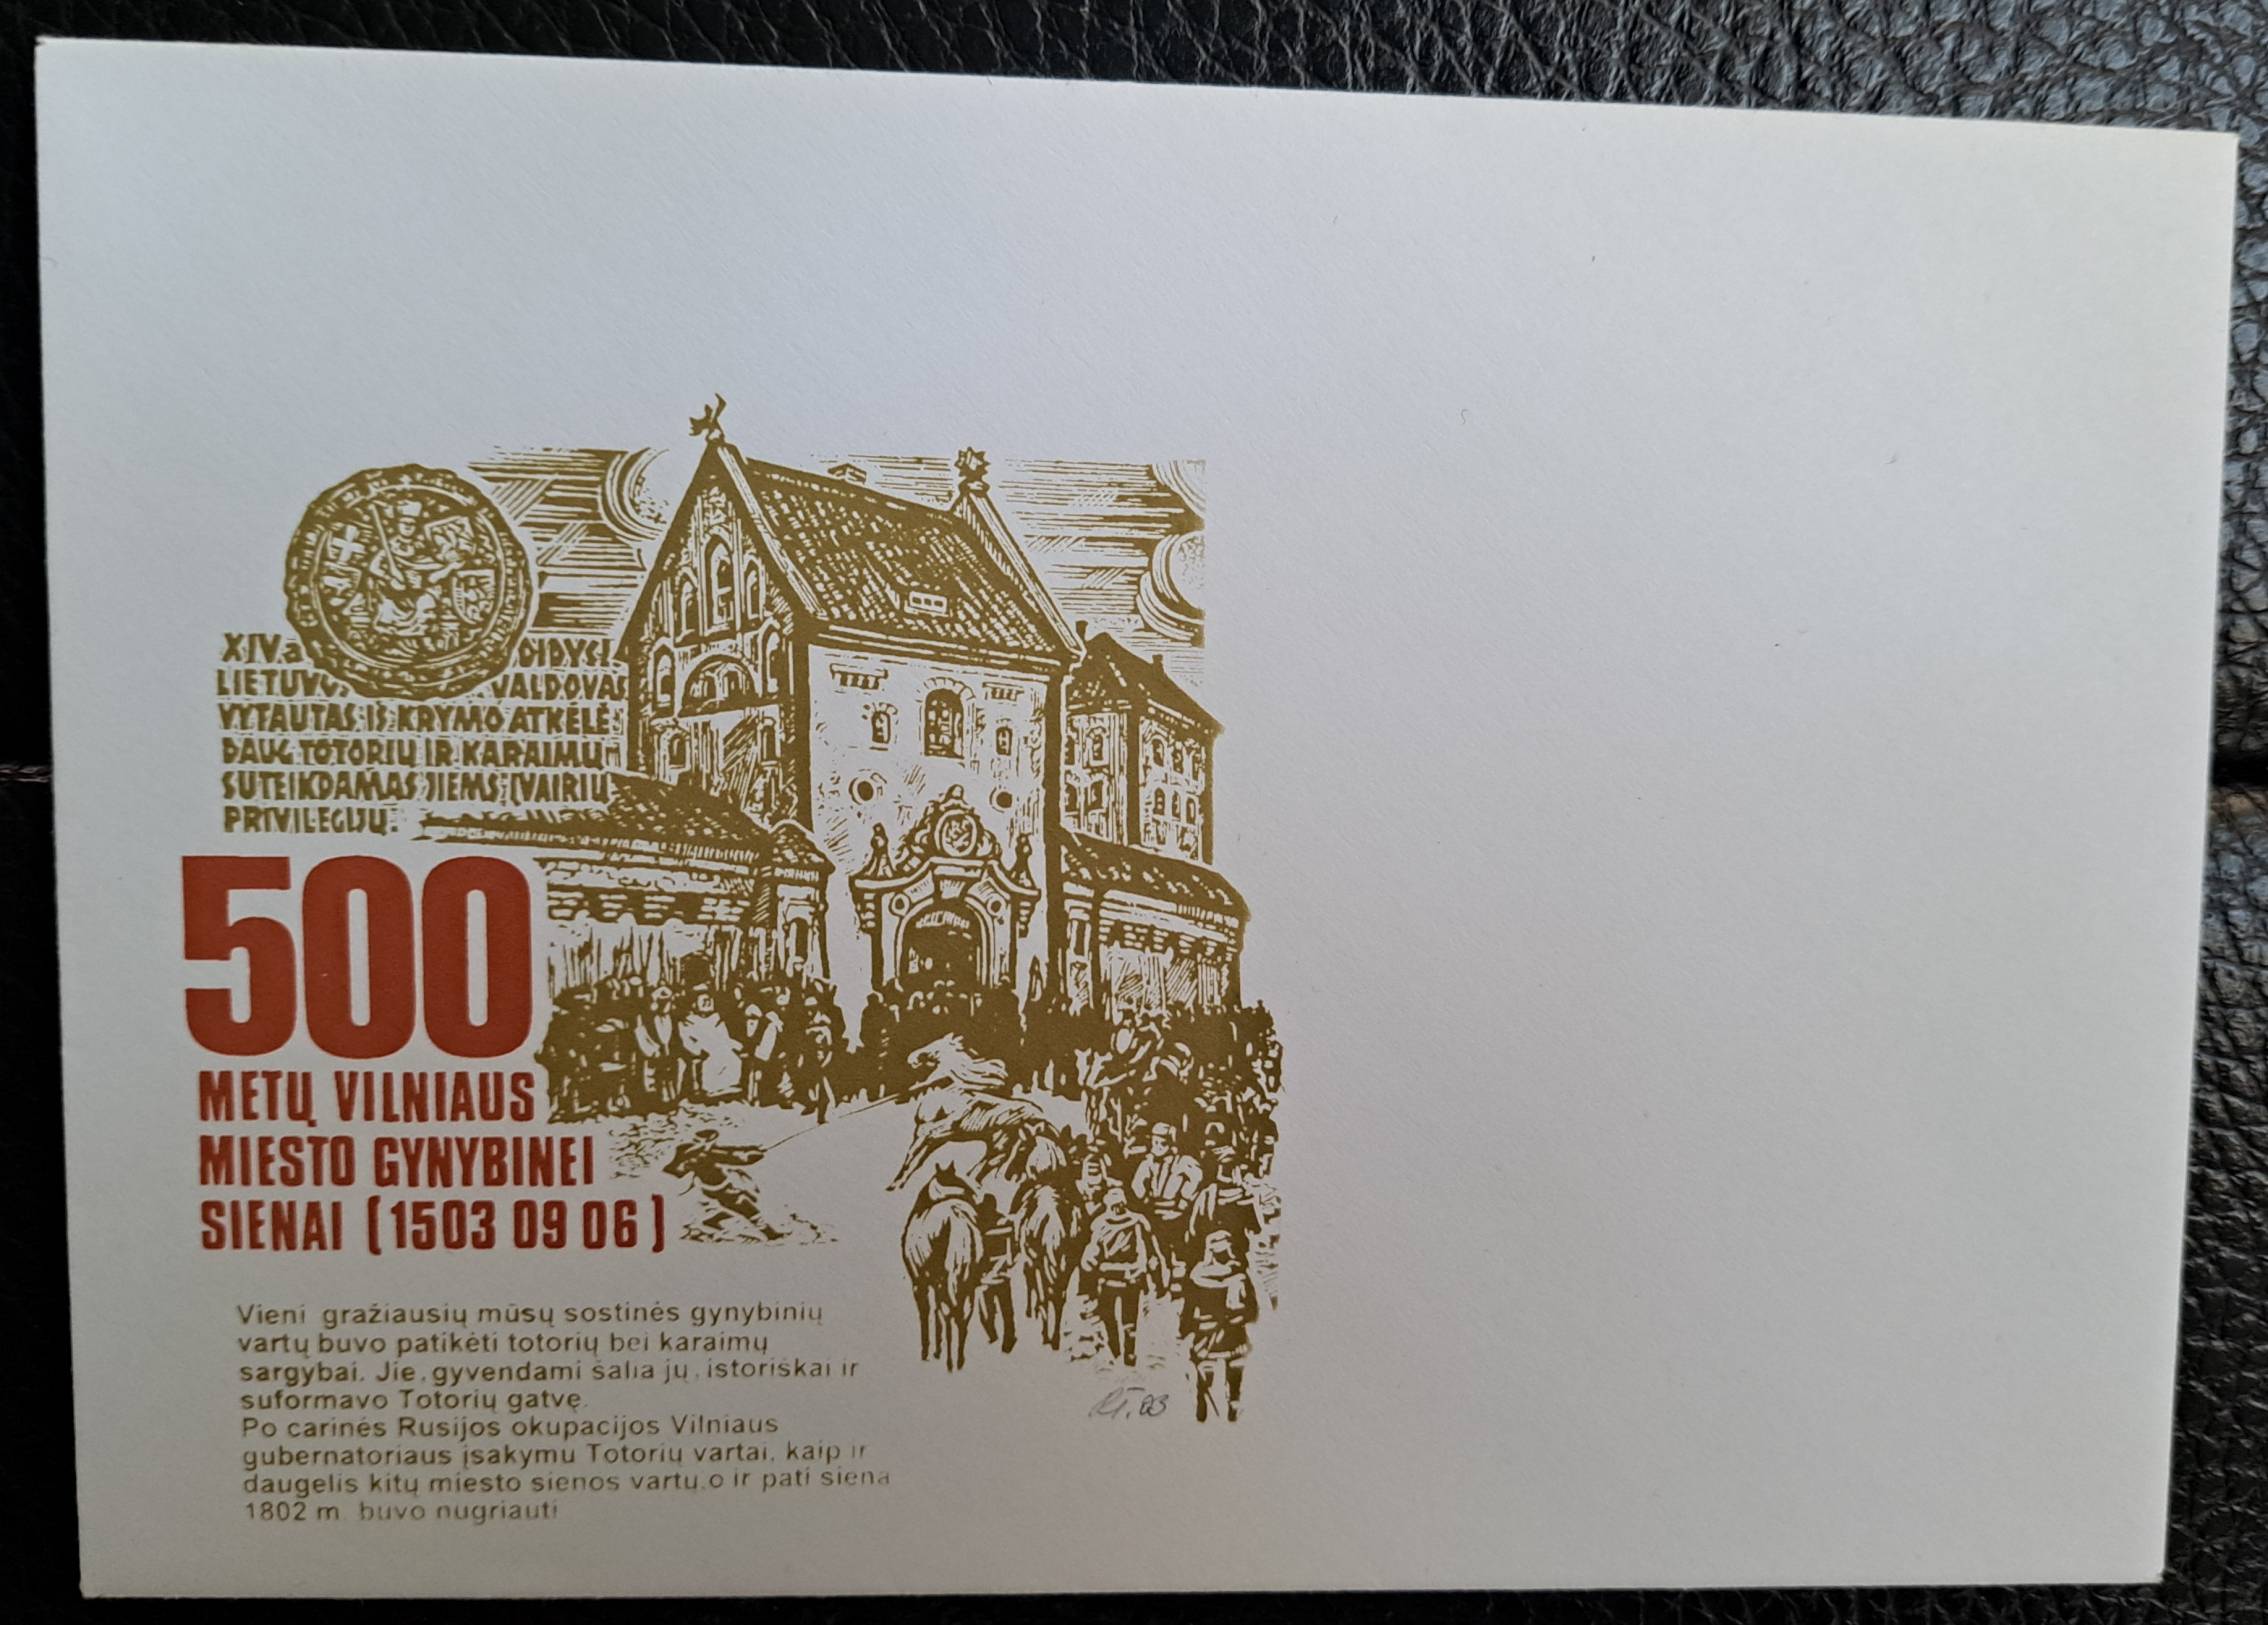 XIV a DIDYSIS
LIETUVOS VALDOVAS
VYTAUTAS IŠ KRYMO ATKĖLĖ
DAUG TOTORIŲ IR KARAIMŲ
SUTEIKDAMAS JIEMS ĮVAIRIŲ
PRIVILEGIJŲ.
500
METŲ VILNIAUS
MIESTO GYNYBINEI
SIENAI (1503 09 06)
Vieni gražiausių mūsų sostinės gynybinių
vartų buvo patikėti totorių bei karaimų
sargybai. Jie, gyvendami šalia jų, istoriškai ir
suformavo Totorių gatvę.
Po carinės Rusijos okupacijos Vilniaus
gubernatoriaus įsakymu Totorių vartai, kaip ir
daugelis kitų miesto sienos vartų,o ir pati siena
1802 m. buvo nugriauti